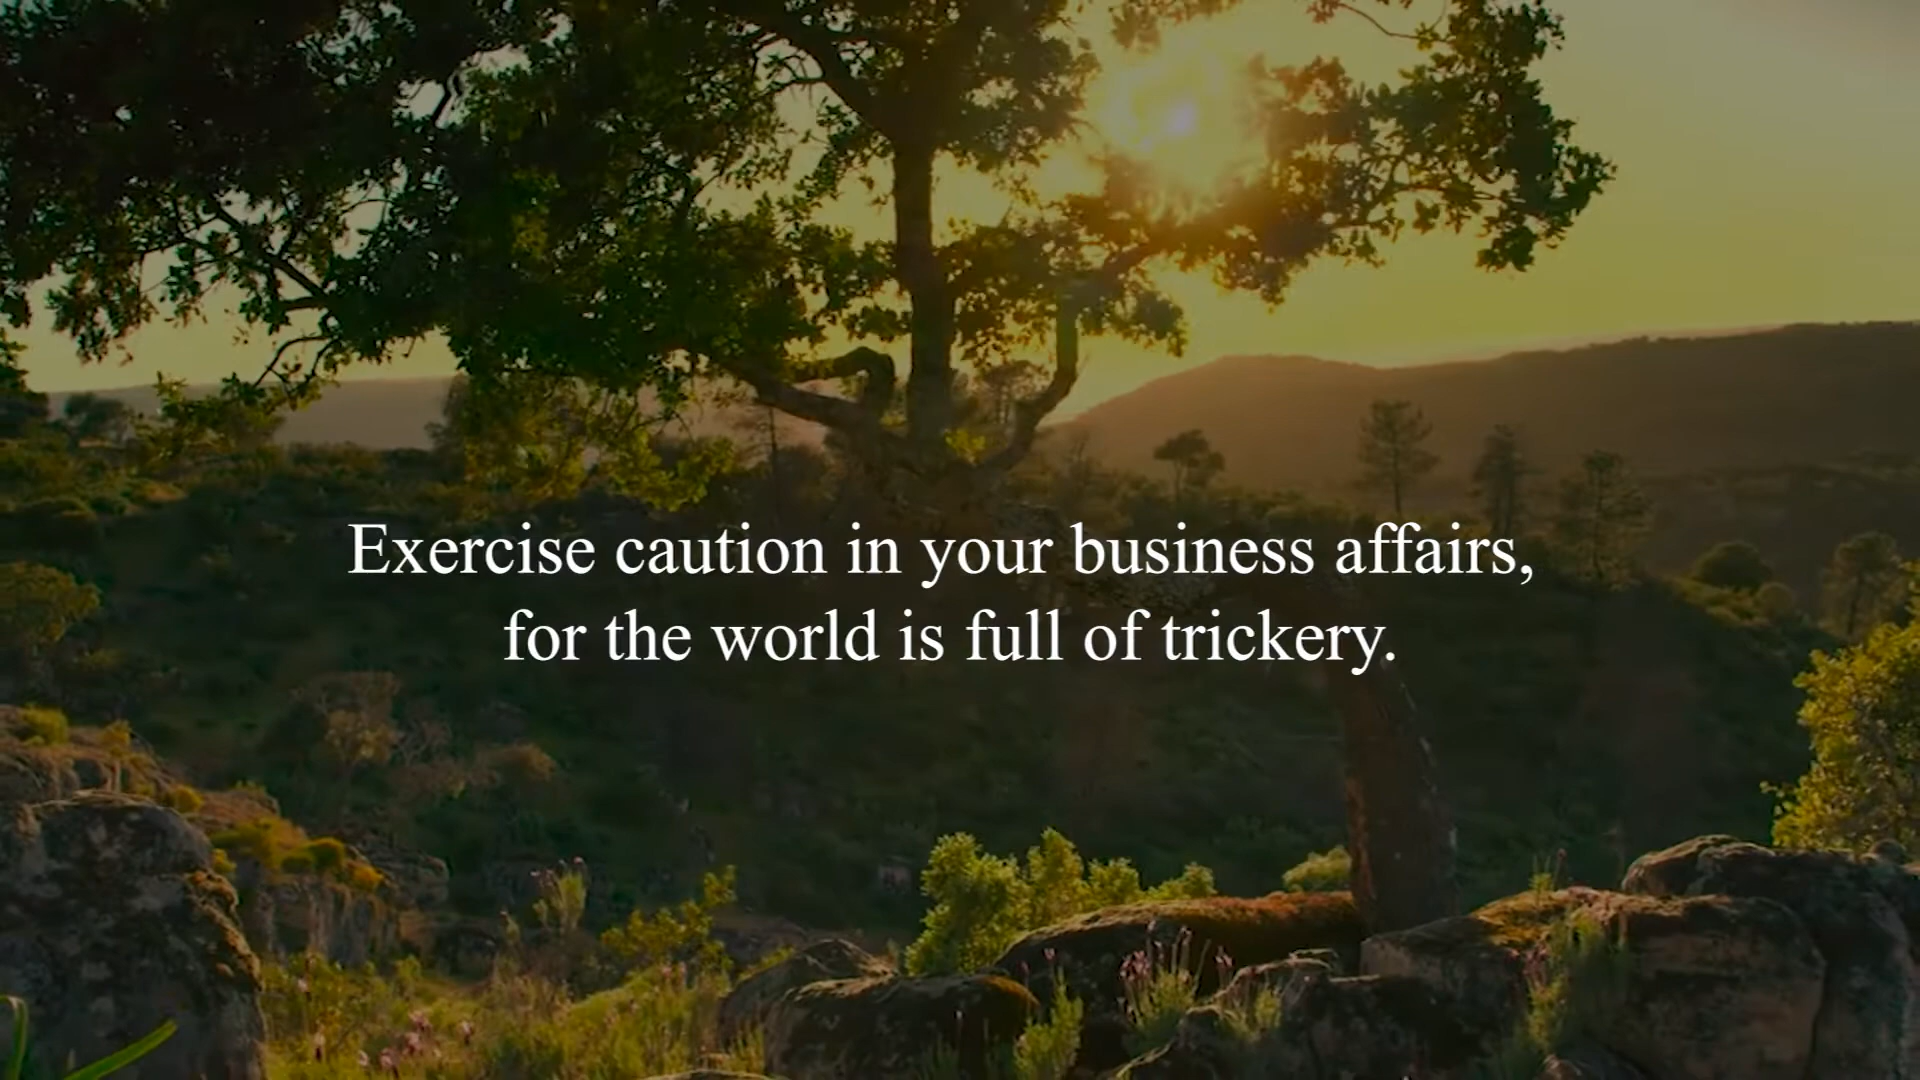 Exercise caution in your business affairs,
for the world is full of trickery.